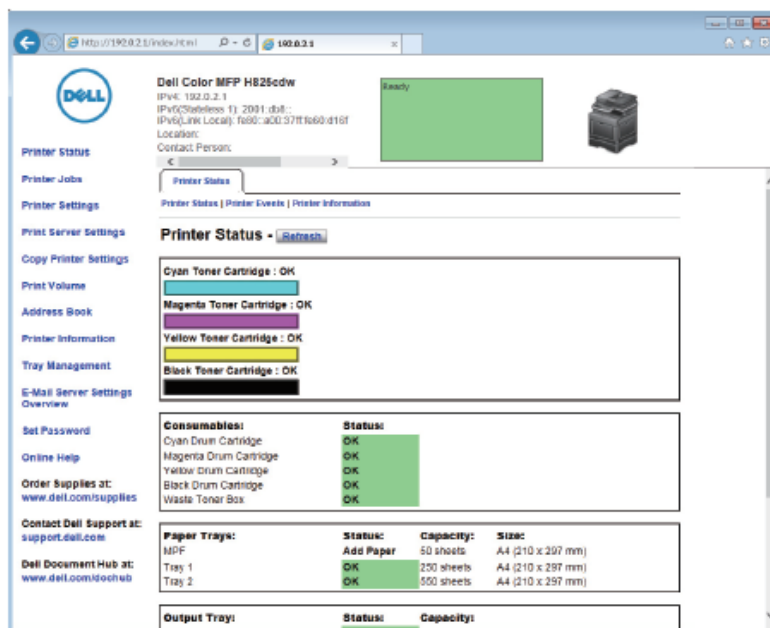 http://192.0.2.1/index.html
192.0.2.1
DELL
Dell Color MFP H825cdw
IPv4: 192.0.2.1
IPv6(Stateless 1): 2001:db8::
IPv6(Link Local): fe80::a00:37ff:fe60:d16f
Location:
Contact Person:
Ready
Printer Status
Printer Jobs
Printer Settings
Print Server Settings
Copy Printer Settings
Print Volume
Address Book
Printer Information
Tray Management
E-Mail Server Settings
Overview
Set Password
Online Help
Order Supplies at:
www.dell.com/supplies
Contact Dell Support at:
support.dell.com
Dell Document Hub at:
www.dell.com/dochub
Printer Status
Printer Status | Printer Events | Printer Information
Printer Status - Refresh
Cyan Toner Cartridge : OK
Magenta Toner Cartridge : OK
Yellow Toner Cartridge : OK
Black Toner Cartridge : OK
Consumables: Status:
Cyan Drum Cartridge OK
Magenta Drum Cartridge OK
Yellow Drum Cartridge OK
Black Drum Cartridge OK
Waste Toner Box OK
Paper Trays: Status: Capacity: Size:
MPF Add Paper 50 sheets A4 (210 x 297 mm)
Tray 1 OK 250 sheets A4 (210 x 297 mm)
Tray 2 OK 550 sheets A4 (210 x 297 mm)
Output Tray: Status: Capacity: